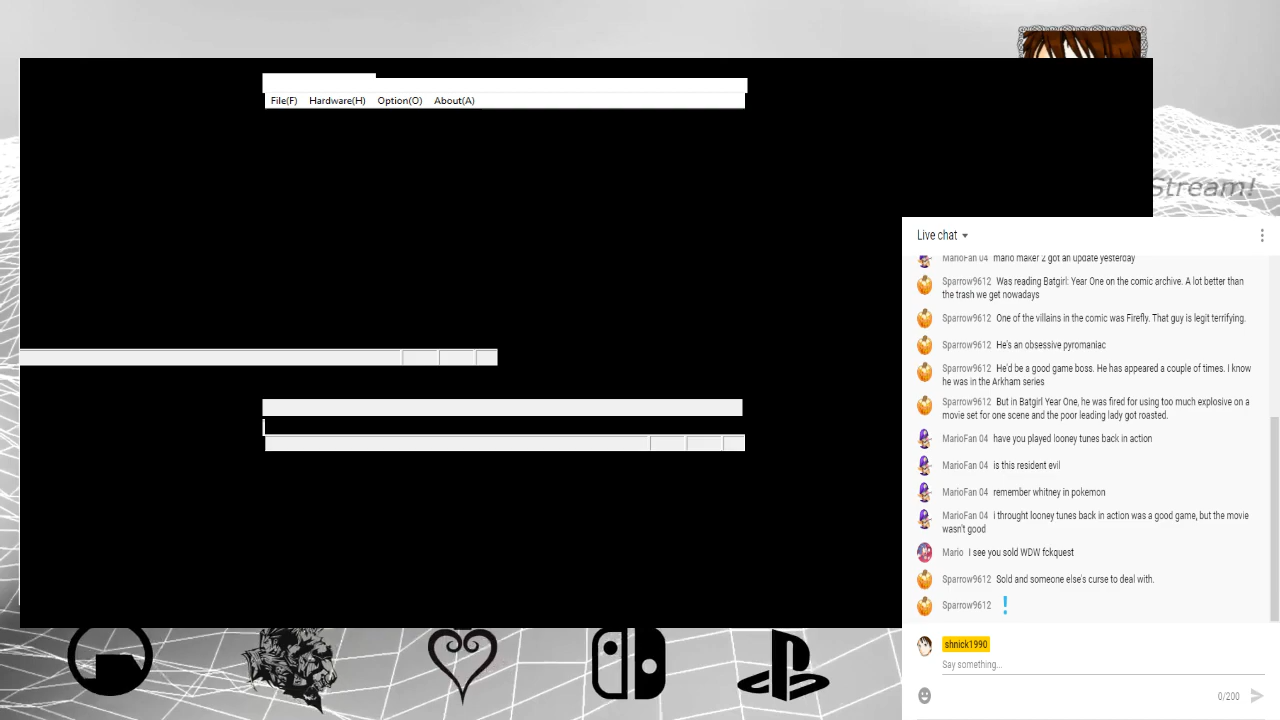 File(F) Hardware(H) Option(O) About(A)
Stream!
Live chat
MarioFan 04 mario maker 2 got an update yesterday
Sparrow9612 Was reading Batgirl: Year One on the comic archive. A lot better than
the trash we get nowadays
Sparrow9612 One of the villains in the comic was Firefly. That guy is legit terrifying.
Sparrow9612 He's an obsessive pyromaniac
Sparrow9612 He'd be a good game boss. He has appeared a couple of times. I know
he was in the Arkham series
Sparrow9612 But in Batgirl Year One, he was fired for using too much explosive on a
movie set for one scene and the poor leading lady got roasted.
MarioFan 04 have you played looney tunes back in action
MarioFan 04 is this resident evil
MarioFan 04 remember whitney in pokemon
MarioFan 04 i throught looney tunes back in action was a good game, but the movie
wasn't good
Mario I see you sold WDW fckquest
Sparrow9612 Sold and someone else's curse to deal with.
Sparrow9612 !
shnick1990
Say something...
0/200